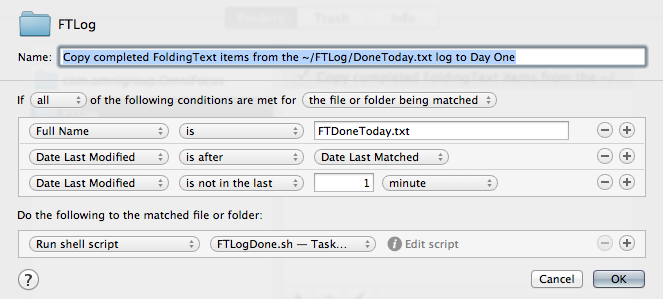 FTLog
Name: Copy completed FoldingText items from the ~/FTLog/DoneToday.txt log to Day One
If all of the following conditions are met for the file or folder being matched
Full Name is FTDoneToday.txt
Date Last Modified is after Date Last Matched
Date Last Modified is not in the last 1 minute
Do the following to the matched file or folder:
Run shell script FTLogDone.sh — Task... Edit script
? Cancel OK